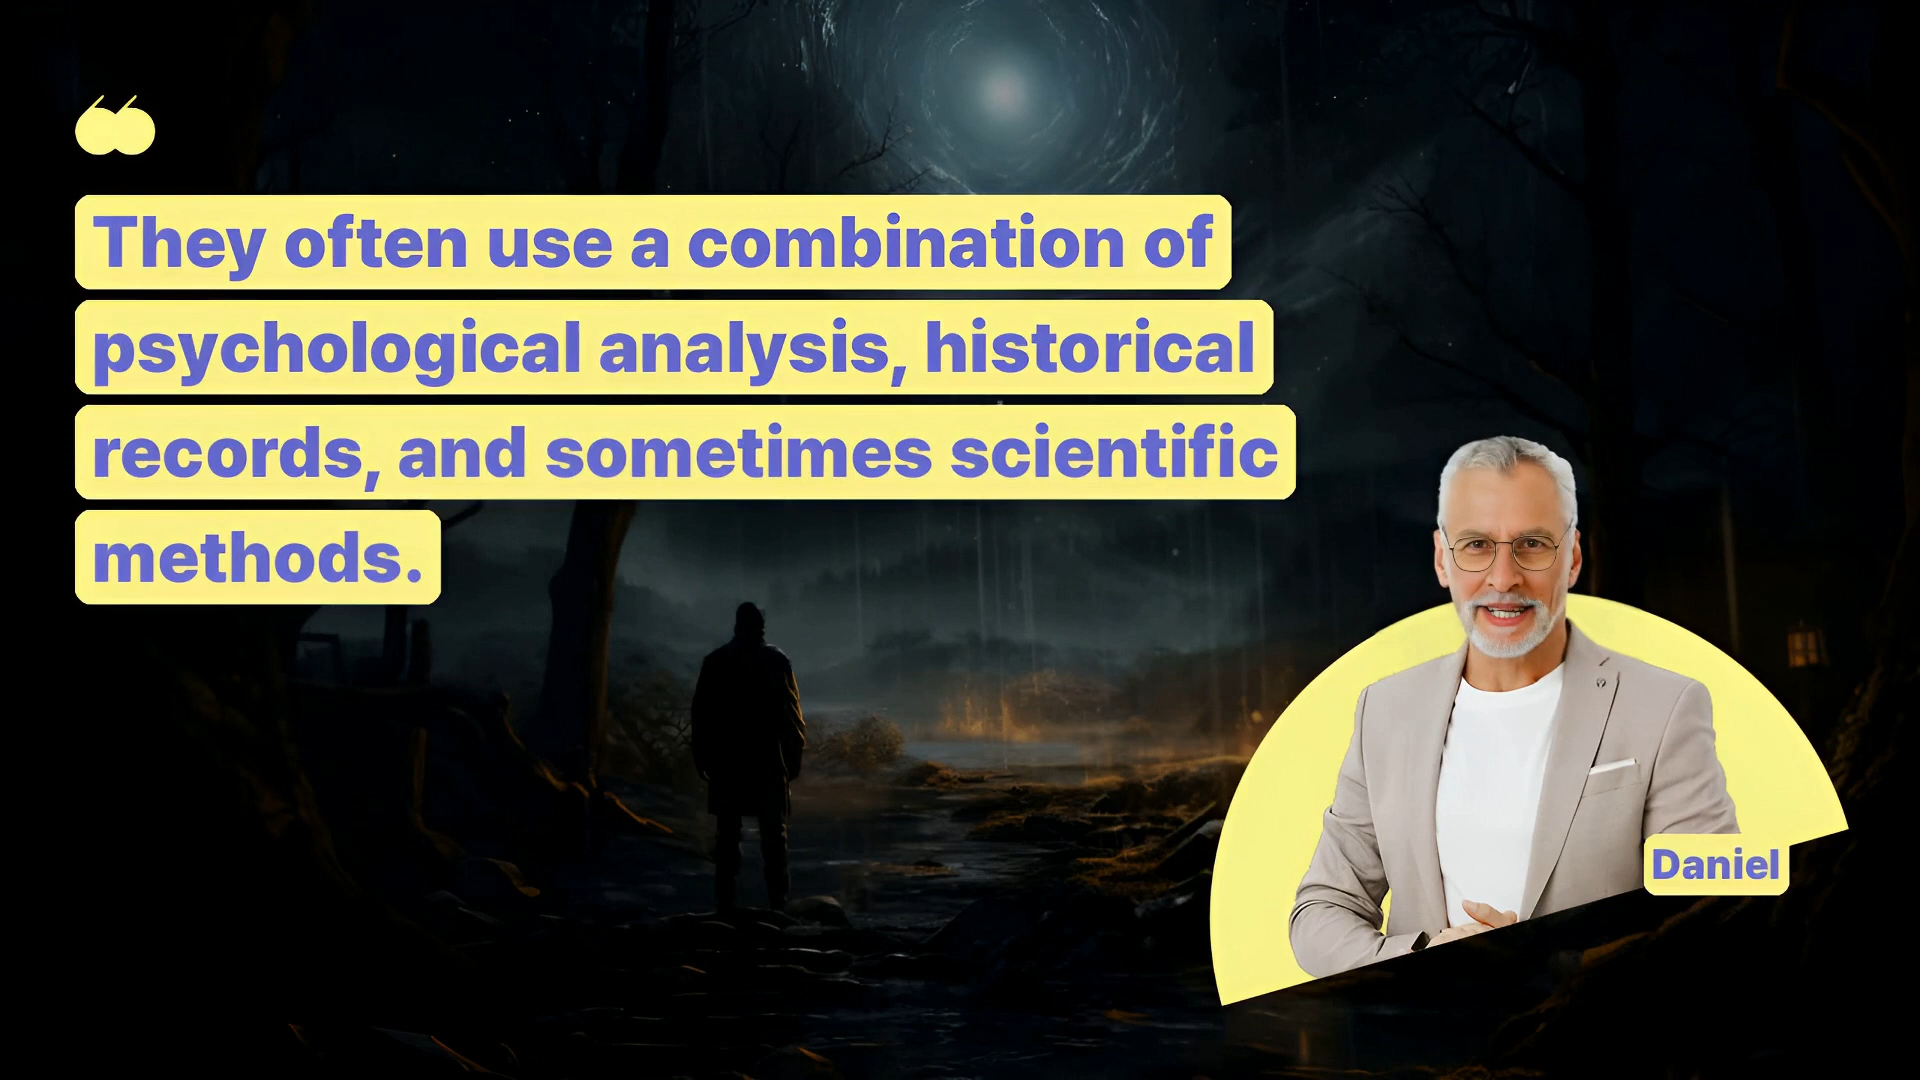 ❝
They often use a combination of
psychological analysis, historical
records, and sometimes scientific
methods.
Daniel